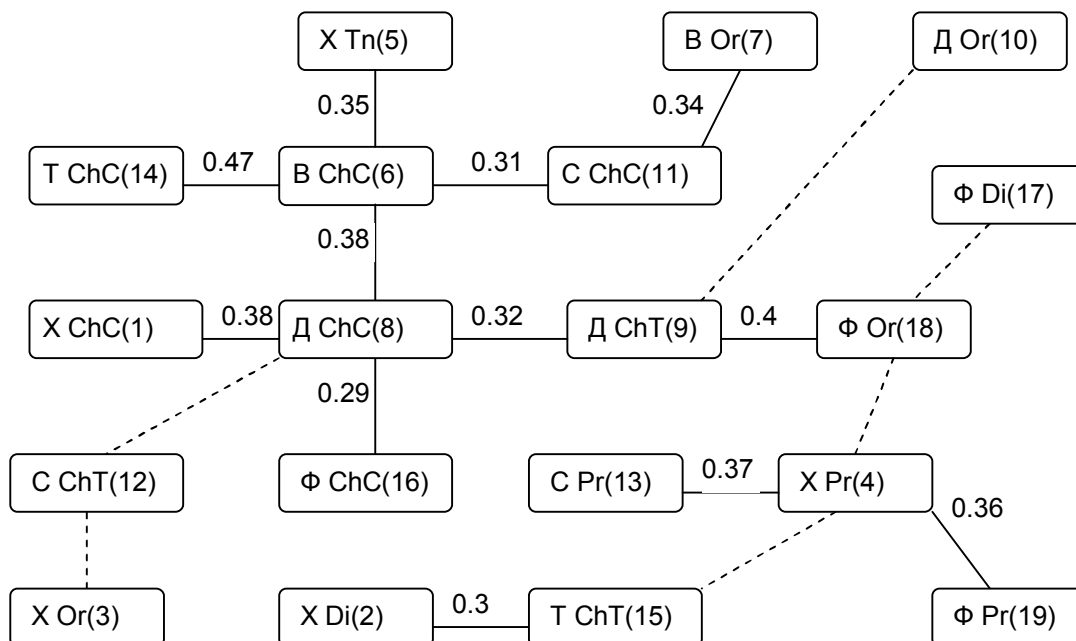 Х Tn(5)
В Or(7)
Д Or(10)
0.35
0.34
Т ChC(14)
0.47
В ChC(6)
0.31
С ChC(11)
Ф Di(17)
0.38
Х ChC(1)
0.38
Д ChC(8)
0.32
Д ChT(9)
0.4
Ф Or(18)
0.29
С ChT(12)
Ф ChC(16)
С Pr(13)
0.37
Х Pr(4)
0.36
Х Or(3)
Х Di(2)
0.3
Т ChT(15)
Ф Pr(19)